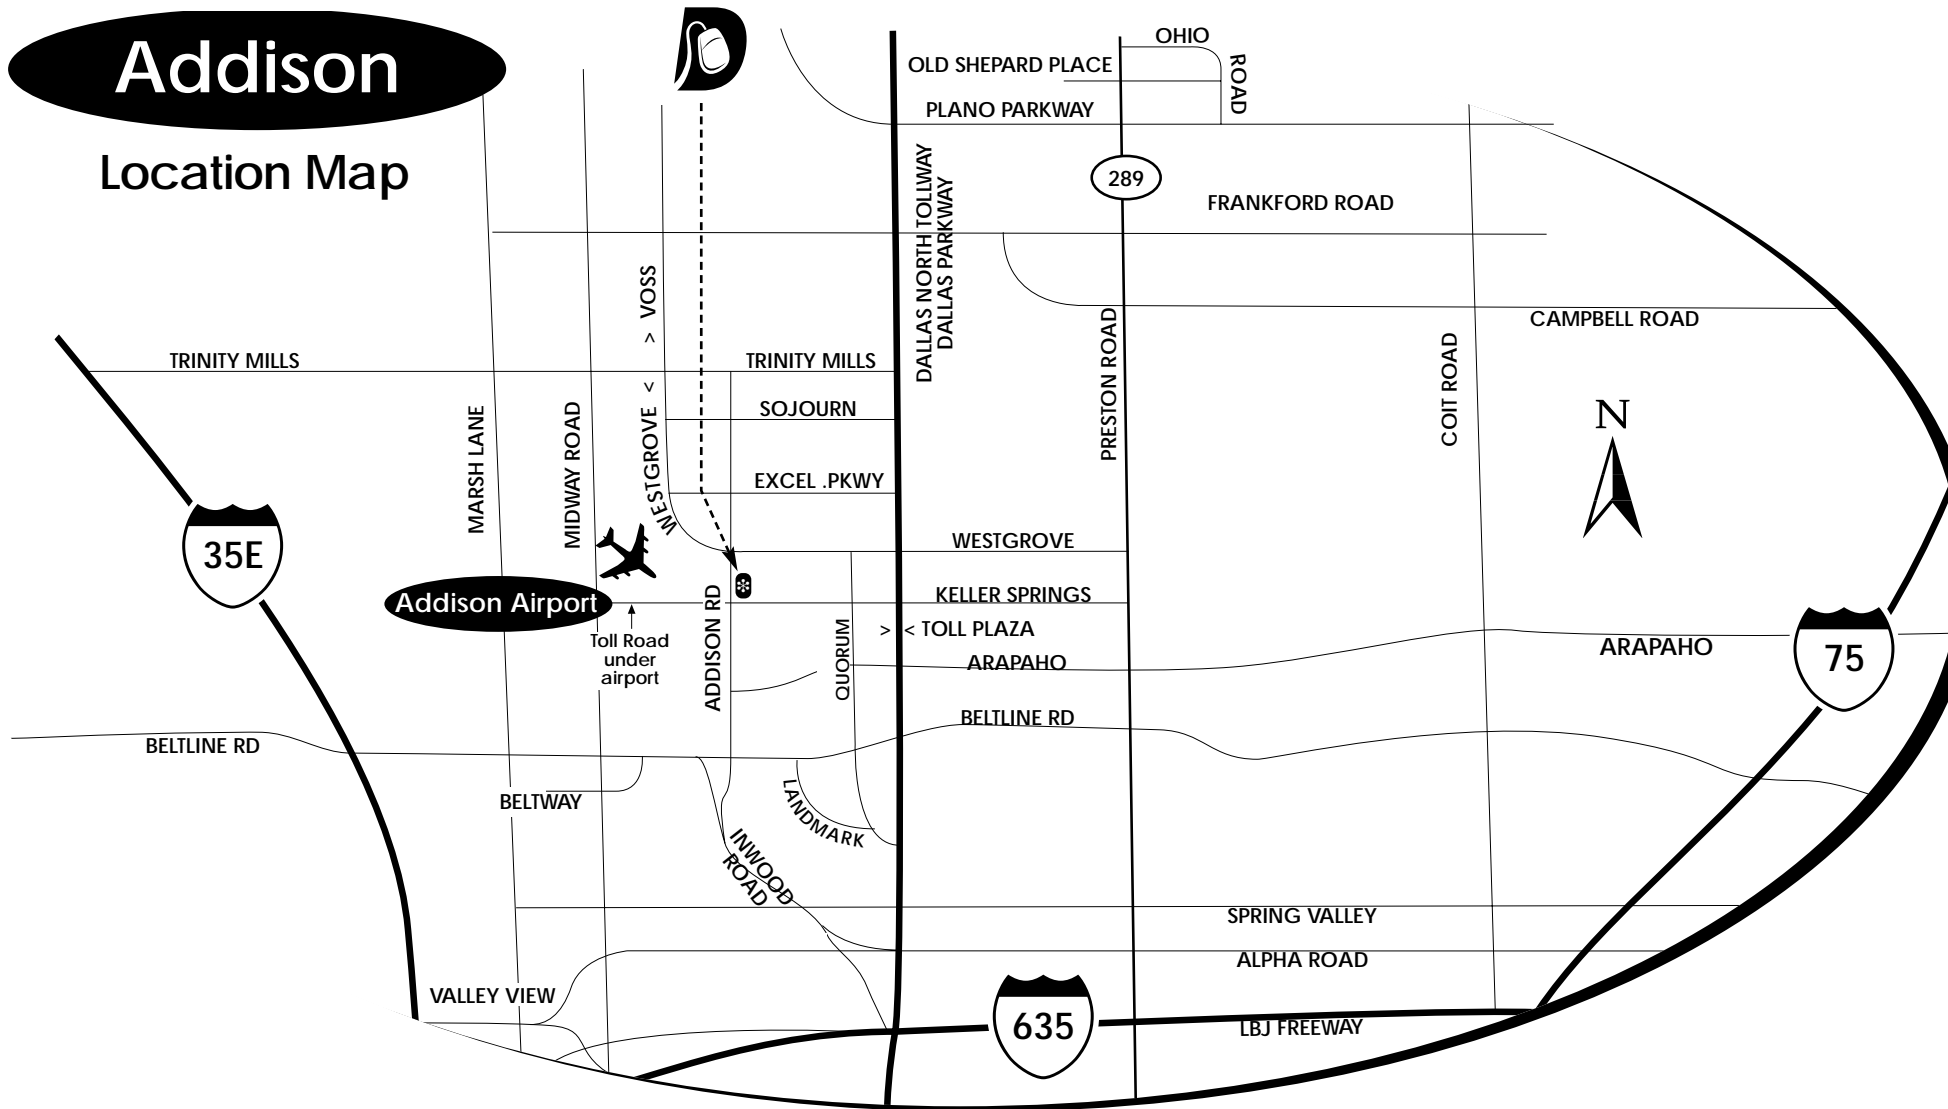 Addison
Location Map
OHIO
ROAD
OLD SHEPARD PLACE
PLANO PARKWAY
289
FRANKFORD ROAD
DALLAS NORTH TOLLWAY
DALLAS PARKWAY
CAMPBELL ROAD
TRINITY MILLS
WESTGROVE < > VOSS
TRINITY MILLS
SOJOURN
EXCEL .PKWY
MARSH LANE
MIDWAY ROAD
PRESTON ROAD
COIT ROAD
N
35E
WESTGROVE
Addison Airport
KELLER SPRINGS
Toll Road
under
airport
ADDISON RD
QUORUM
> < TOLL PLAZA
ARAPAHO
ARAPAHO
75
BELTLINE RD
BELTLINE RD
BELTWAY
LANDMARK
INWOOD
ROAD
SPRING VALLEY
ALPHA ROAD
VALLEY VIEW
635
LBJ FREEWAY